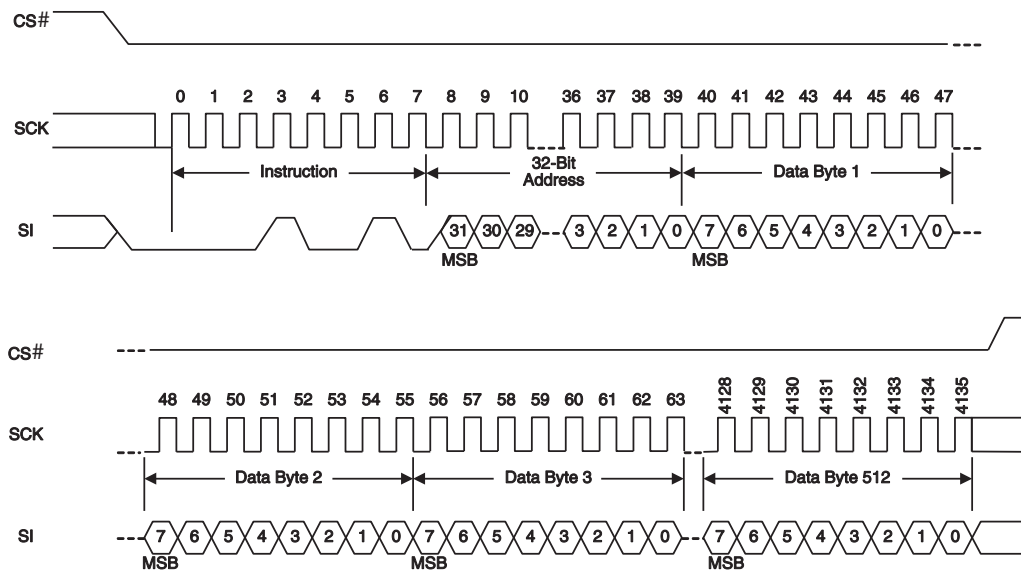 CS#
0 1 2 3 4 5 6 7 8 9 10 36 37 38 39 40 41 42 43 44 45 46 47
SCK
Instruction
32-Bit
Address
Data Byte 1
SI
31 30 29 3 2 1 0 7 6 5 4 3 2 1 0
MSB MSB
CS#
48 49 50 51 52 53 54 55 56 57 58 59 60 61 62 63 4128 4129 4130 4131 4132 4133 4134 4135
SCK
Data Byte 2 Data Byte 3 Data Byte 512
SI
7 6 5 4 3 2 1 0 7 6 5 4 3 2 1 0 7 6 5 4 3 2 1 0
MSB MSB MSB